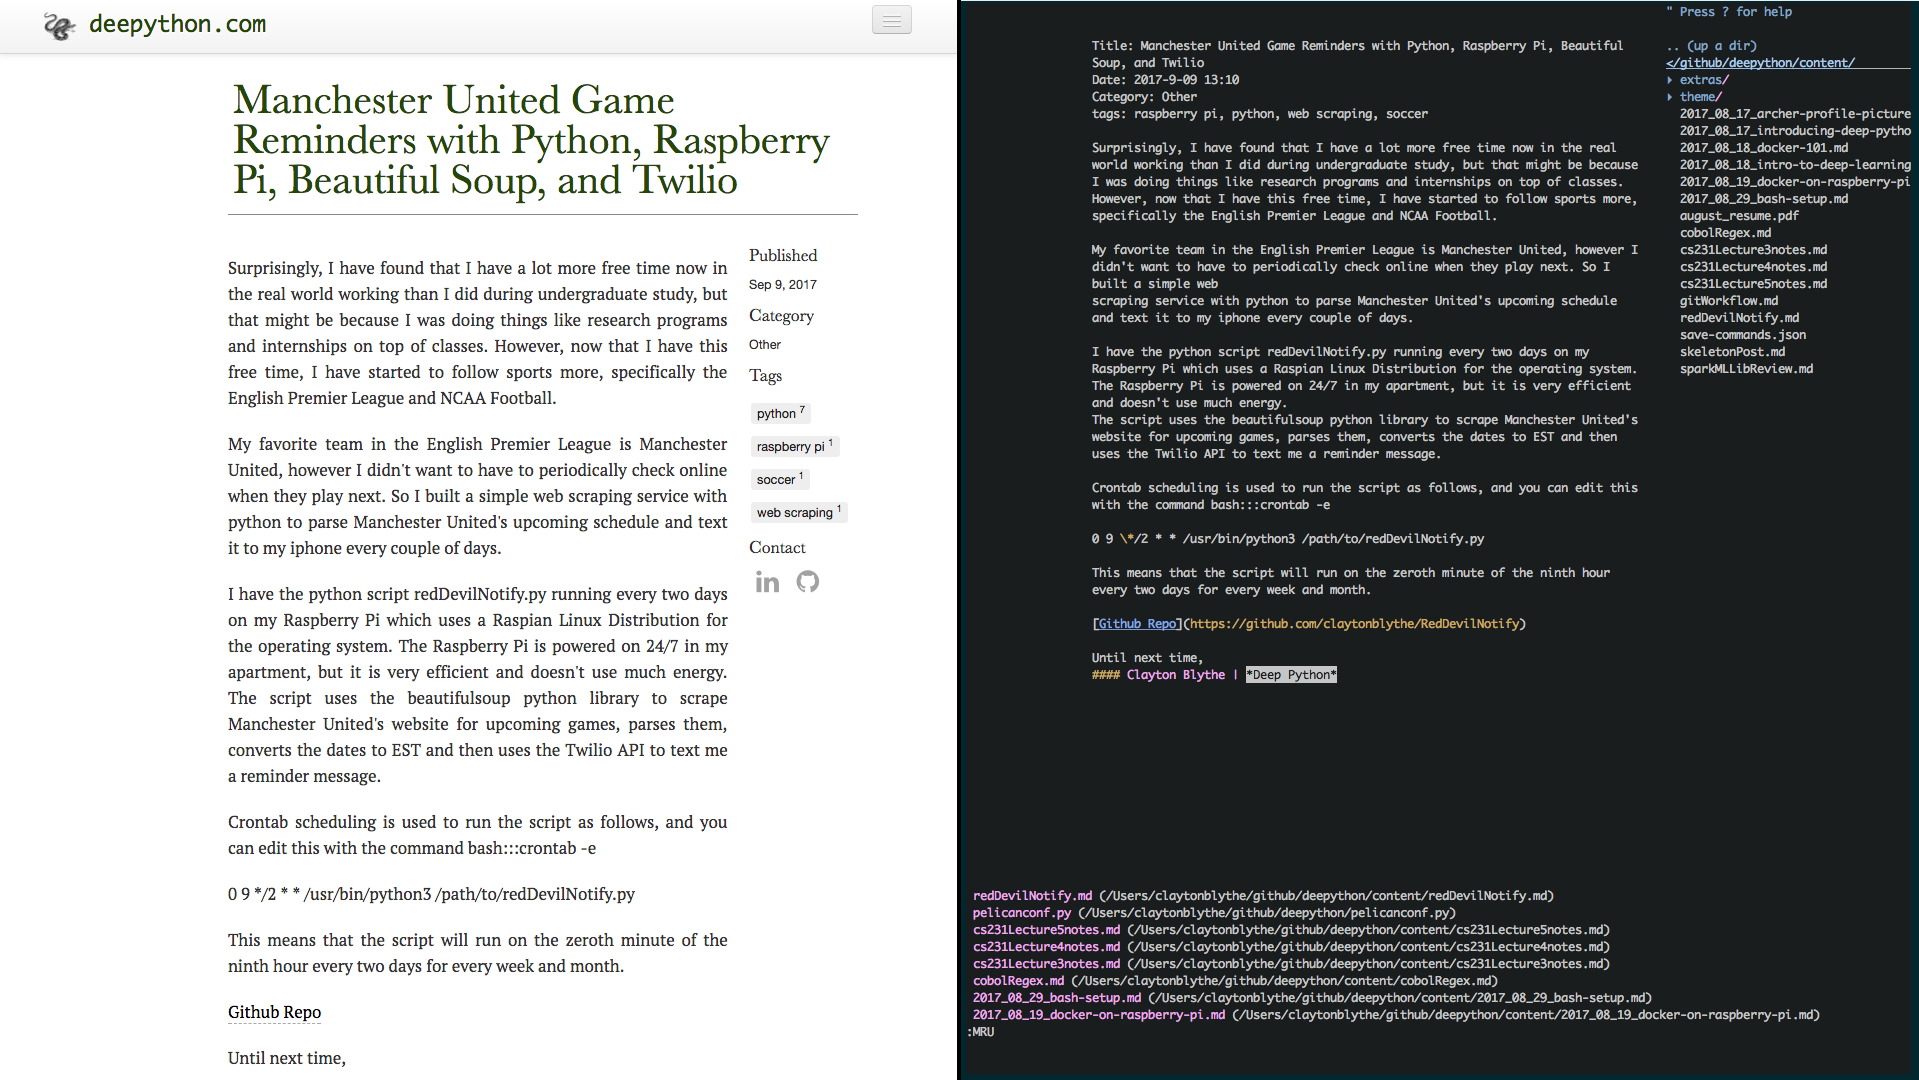 deepython.com
Manchester United Game
Reminders with Python, Raspberry
Pi, Beautiful Soup, and Twilio
Surprisingly, I have found that I have a lot more free time now in
the real world working than I did during undergraduate study, but
that might be because I was doing things like research programs
and internships on top of classes. However, now that I have this
free time, I have started to follow sports more, specifically the
English Premier League and NCAA Football.
My favorite team in the English Premier League is Manchester
United, however I didn't want to have to periodically check online
when they play next. So I built a simple web scraping service with
python to parse Manchester United's upcoming schedule and text
it to my iphone every couple of days.
I have the python script redDevilNotify.py running every two days
on my Raspberry Pi which uses a Raspian Linux Distribution for
the operating system. The Raspberry Pi is powered on 24/7 in my
apartment, but it is very efficient and doesn't use much energy.
The script uses the beautifulsoup python library to scrape
Manchester United's website for upcoming games, parses them,
converts the dates to EST and then uses the Twilio API to text me
a reminder message.
Crontab scheduling is used to run the script as follows, and you
can edit this with the command bash:::crontab -e
0 9 */2 * * /usr/bin/python3 /path/to/redDevilNotify.py
This means that the script will run on the zeroth minute of the
ninth hour every two days for every week and month.
Github Repo
Until next time,
Published
Sep 9, 2017
Category
Other
Tags
python 7
raspberry pi 1
soccer 1
web scraping 1
Contact
in
Title: Manchester United Game Reminders with Python, Raspberry Pi, Beautiful
Soup, and Twilio
Date: 2017-9-09 13:10
Category: Other
tags: raspberry pi, python, web scraping, soccer
Surprisingly, I have found that I have a lot more free time now in the real
world working than I did during undergraduate study, but that might be because
I was doing things like research programs and internships on top of classes.
However, now that I have this free time, I have started to follow sports more,
specifically the English Premier League and NCAA Football.
My favorite team in the English Premier League is Manchester United, however I
didn't want to have to periodically check online when they play next. So I
built a simple web
scraping service with python to parse Manchester United's upcoming schedule
and text it to my iphone every couple of days.
I have the python script redDevilNotify.py running every two days on my
Raspberry Pi which uses a Raspian Linux Distribution for the operating system.
The Raspberry Pi is powered on 24/7 in my apartment, but it is very efficient
and doesn't use much energy.
The script uses the beautifulsoup python library to scrape Manchester United's
website for upcoming games, parses them, converts the dates to EST and then
uses the Twilio API to text me a reminder message.
Crontab scheduling is used to run the script as follows, and you can edit this
with the command bash:::crontab -e
0 9 \*/2 * * /usr/bin/python3 /path/to/redDevilNotify.py
This means that the script will run on the zeroth minute of the ninth hour
every two days for every week and month.
[Github Repo](https://github.com/claytonblythe/RedDevilNotify)
Until next time,
#### Clayton Blythe | *Deep Python*
" Press ? for help
.. (up a dir)
</github/deepython/content/
extras/
theme/
2017_08_17_archer-profile-picture
2017_08_17_introducing-deep-pytho
2017_08_18_docker-101.md
2017_08_18_intro-to-deep-learning
2017_08_19_docker-on-raspberry-pi
2017_08_29_bash-setup.md
august_resume.pdf
cobolRegex.md
cs231Lecture3notes.md
cs231Lecture4notes.md
cs231Lecture5notes.md
gitWorkflow.md
redDevilNotify.md
save-commands.json
skeletonPost.md
sparkMLLibReview.md
redDevilNotify.md (/Users/claytonblythe/github/deepython/content/redDevilNotify.md)
pelicanconf.py (/Users/claytonblythe/github/deepython/pelicanconf.py)
cs231Lecture5notes.md (/Users/claytonblythe/github/deepython/content/cs231Lecture5notes.md)
cs231Lecture4notes.md (/Users/claytonblythe/github/deepython/content/cs231Lecture4notes.md)
cs231Lecture3notes.md (/Users/claytonblythe/github/deepython/content/cs231Lecture3notes.md)
cobolRegex.md (/Users/claytonblythe/github/deepython/content/cobolRegex.md)
2017_08_29_bash-setup.md (/Users/claytonblythe/github/deepython/content/2017_08_29_bash-setup.md)
2017_08_19_docker-on-raspberry-pi.md (/Users/claytonblythe/github/deepython/content/2017_08_19_docker-on-raspberry-pi.md)
:MRU